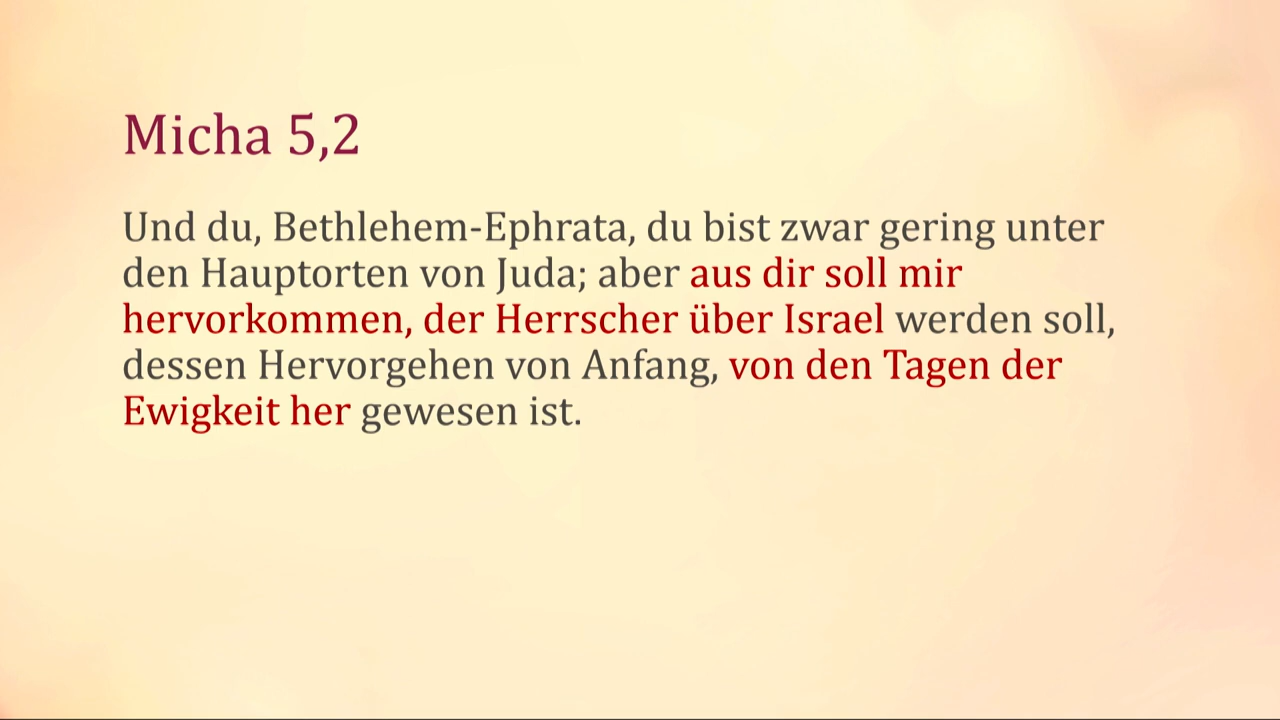 Micha 5,2
Und du, Bethlehem-Ephrata, du bist zwar gering unter
den Hauptorten von Juda; aber aus dir soll mir
hervorkommen, der Herrscher über Israel werden soll,
dessen Hervorgehen von Anfang, von den Tagen der
Ewigkeit her gewesen ist.